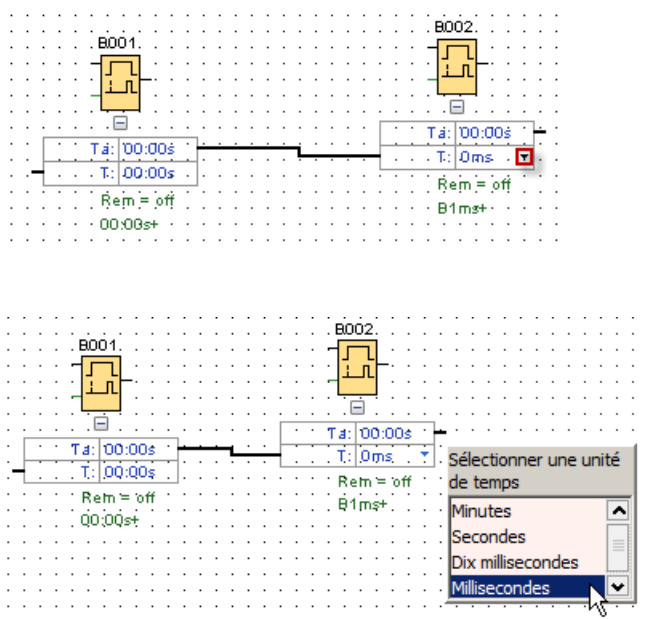 B001
B002
Ta: 00:00s
T: 00:00s
Rem = off
00:00s+
Ta: 00:00s
T: 0ms
Rem = off
B1ms+
B001
B002
Ta: 00:00s
T: 00:00s
Rem = off
00:00s+
Ta: 00:00s
T: 0ms
Rem = off
B1ms+
Sélectionner une unité
de temps
Minutes
Secondes
Dix millisecondes
Millisecondes